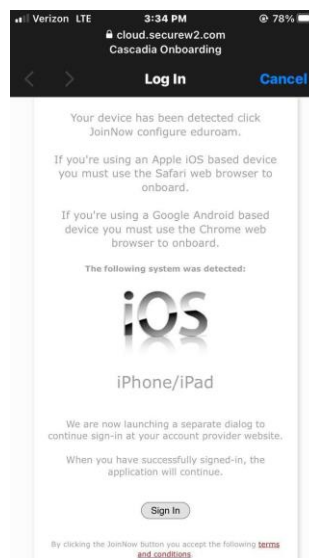 Verizon LTE 3:34 PM 78%
cloud.securew2.com
Cascadia Onboarding
Log In Cancel
Your device has been detected click
JoinNow configure eduroam.
If you're using an Apple iOS based device
you must use the Safari web browser to
onboard.
If you're using a Google Android based
device you must use the Chrome web
browser to onboard.
The following system was detected:
iOS
iPhone/iPad
We are now launching a separate dialog to
continue sign-in at your account provider website.
When you have successfully signed-in, the
application will continue.
Sign In
By clicking the JoinNow button you accept the following terms
and conditions.